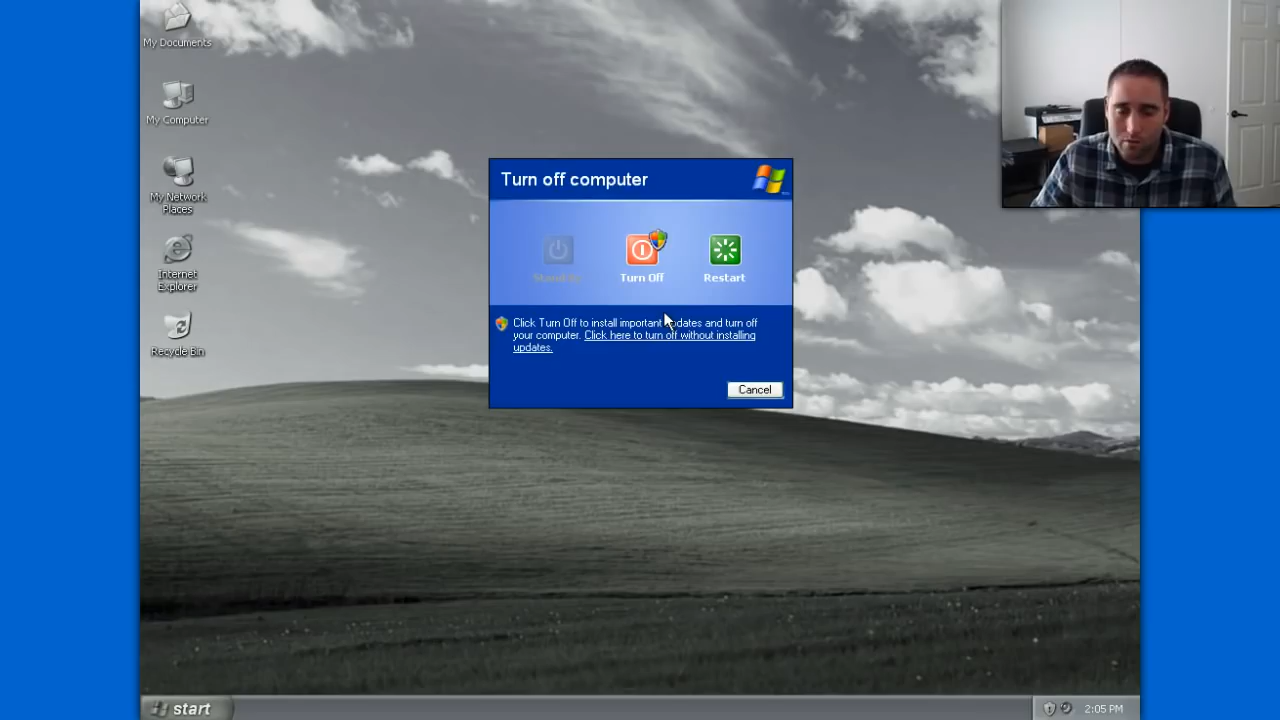 My Documents
My Computer
My Network
Places
Internet
Explorer
Recycle Bin
Turn off computer
Stand By
Turn Off
Restart
Click Turn Off to install important updates and turn off
your computer. Click here to turn off without installing
updates.
Cancel
start
2:05 PM